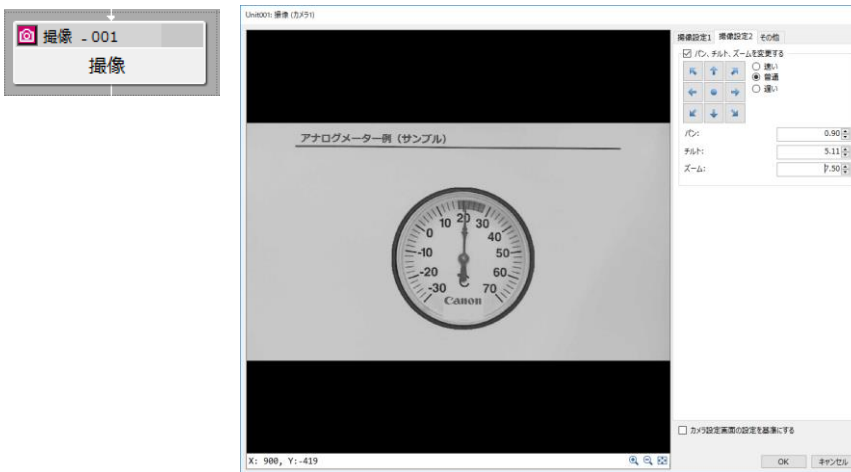 撮像 - 001
撮像
Unit001: 撮像 (カメラ1)
撮像設定1 撮像設定2 その他
パン、チルト、ズームを変更する
速い
普通
遅い
パン: 0.90
チルト: 5.11
ズーム: 7.50
アナログメーター例 (サンプル)
10 20 30
0 40
-10 50
-20 60
-30 C 70
Canon
カメラ設定画面の設定を基準にする
X: 900, Y:-419
OK キャンセル